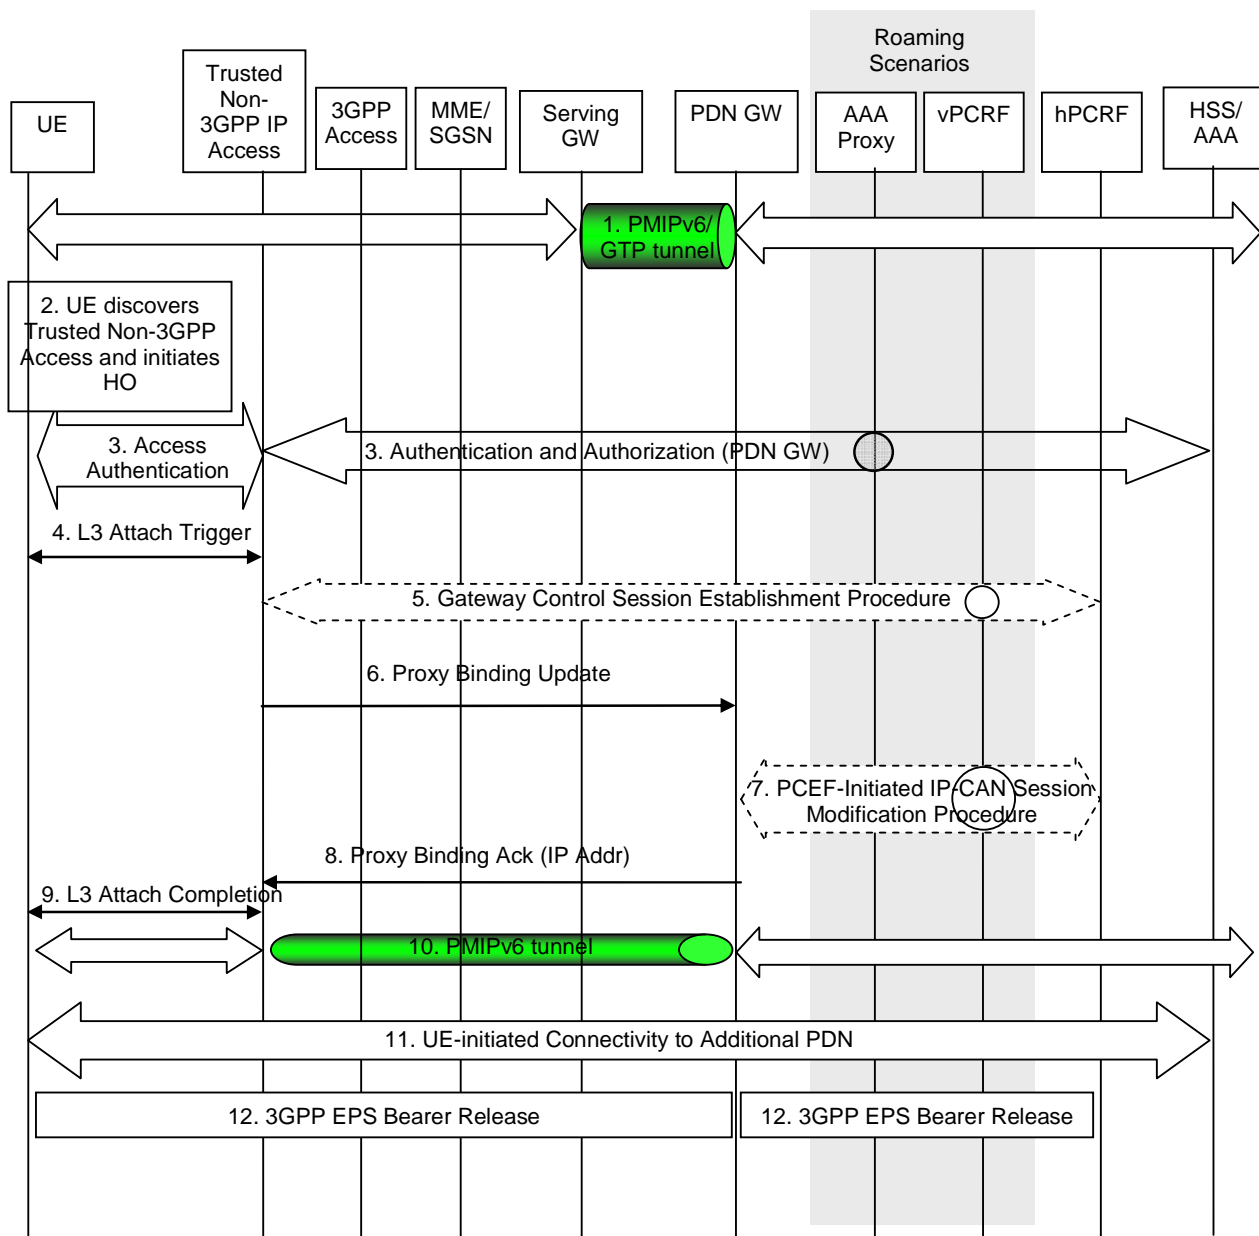 Roaming
Scenarios
UE
Trusted
Non-
3GPP IP
Access
3GPP
Access
MME/
SGSN
Serving
GW
PDN GW
AAA
Proxy
vPCRF
hPCRF
HSS/
AAA
1. PMIPv6/
GTP tunnel
2. UE discovers
Trusted Non-3GPP
Access and initiates
HO
3. Access
Authentication
3. Authentication and Authorization (PDN GW)
4. L3 Attach Trigger
5. Gateway Control Session Establishment Procedure
6. Proxy Binding Update
7. PCEF-Initiated IP-CAN Session
Modification Procedure
8. Proxy Binding Ack (IP Addr)
9. L3 Attach Completion
10. PMIPv6 tunnel
11. UE-initiated Connectivity to Additional PDN
12. 3GPP EPS Bearer Release
12. 3GPP EPS Bearer Release